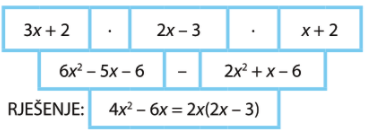 3x + 2 · 2x – 3 · x + 2
6x² – 5x – 6 – 2x² + x – 6
RJEŠENJE: 4x² – 6x = 2x(2x – 3)